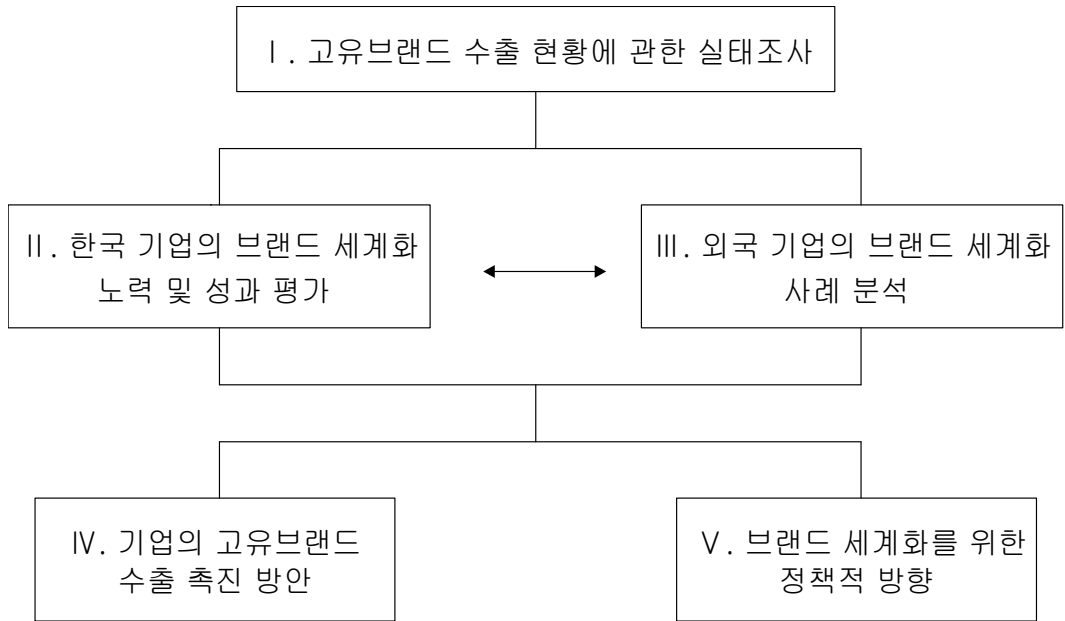 Ⅰ. 고유브랜드 수출 현황에 관한 실태조사
Ⅱ. 한국 기업의 브랜드 세계화
노력 및 성과 평가
Ⅲ. 외국 기업의 브랜드 세계화
사례 분석
Ⅳ. 기업의 고유브랜드
수출 촉진 방안
Ⅴ. 브랜드 세계화를 위한
정책적 방향